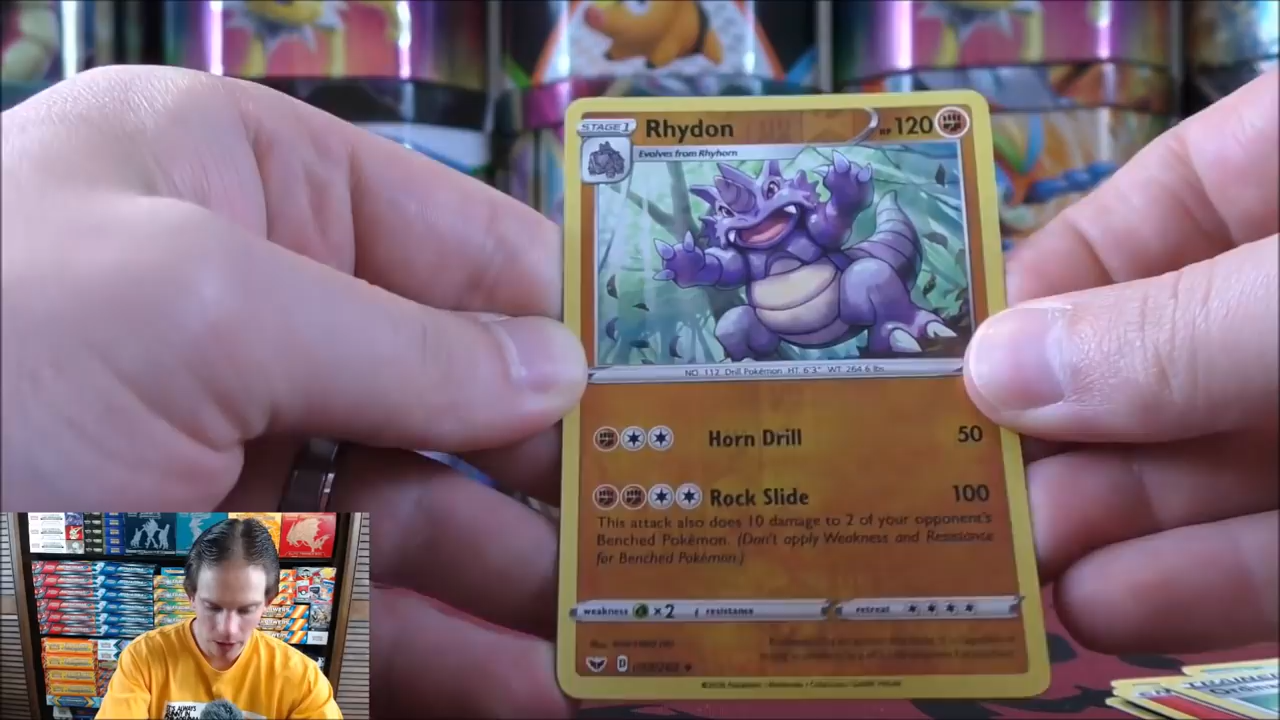 STAGE 1
Rhydon
HP 120
Evolves from Rhyhorn
NO. 112 Drill Pokémon HT: 6'3" WT: 264.6 lbs.
Horn Drill 50
Rock Slide 100
This attack also does 10 damage to 2 of your opponent's
Benched Pokémon. (Don't apply Weakness and Resistance
for Benched Pokémon.)
weakness ×2 resistance retreat
D
IT'S ALWAYS